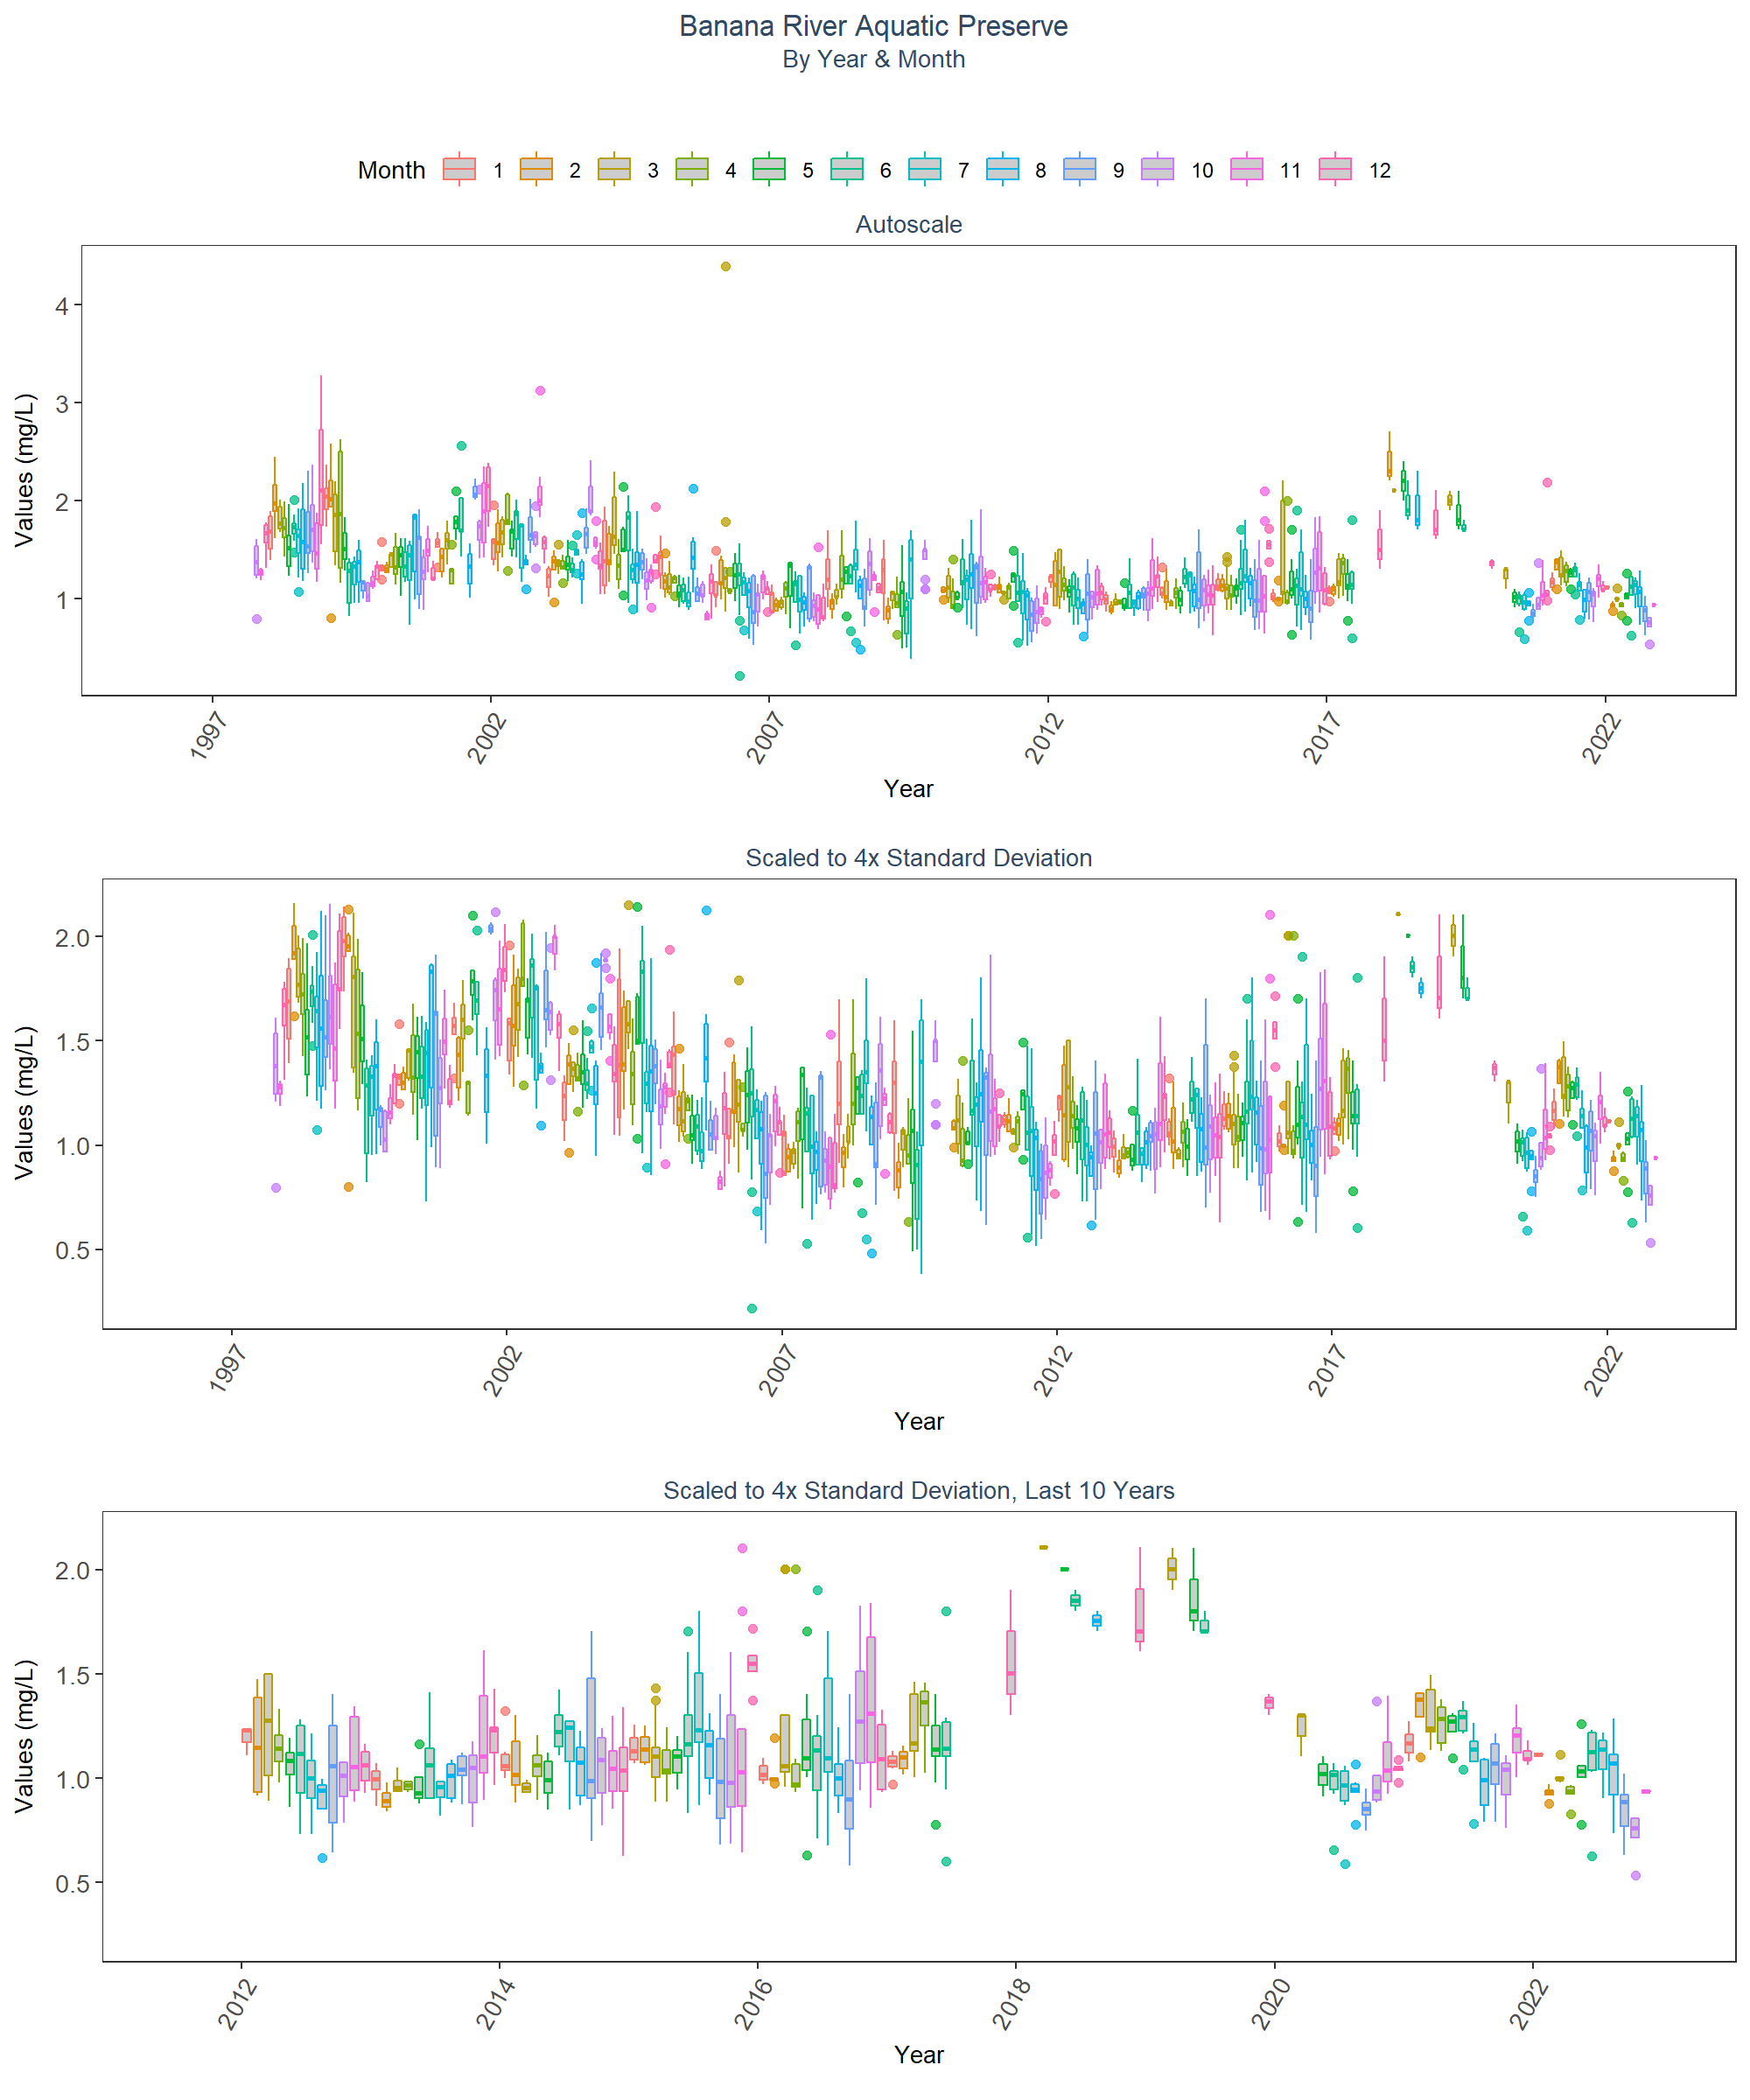 Banana River Aquatic Preserve
By Year & Month
Month 1 2 3 4 5 6 7 8 9 10 11 12
Autoscale
Values (mg/L)
4
3
2
1
1997 2002 2007 2012 2017 2022
Year
Scaled to 4x Standard Deviation
Values (mg/L)
2.0
1.5
1.0
0.5
1997 2002 2007 2012 2017 2022
Year
Scaled to 4x Standard Deviation, Last 10 Years
Values (mg/L)
2.0
1.5
1.0
0.5
2012 2014 2016 2018 2020 2022
Year